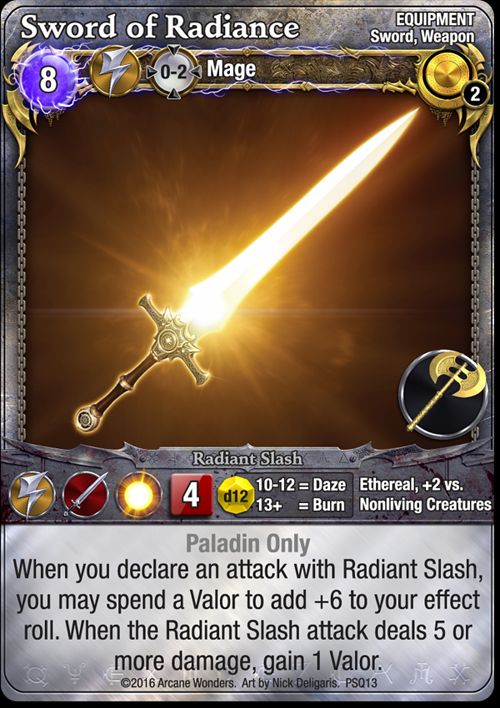 Sword of Radiance
EQUIPMENT
Sword, Weapon
8
0-2
Mage
2
Radiant Slash
4
d12
10-12 = Daze
13+ = Burn
Ethereal, +2 vs.
Nonliving Creatures
Paladin Only
When you declare an attack with Radiant Slash,
you may spend a Valor to add +6 to your effect
roll. When the Radiant Slash attack deals 5 or
more damage, gain 1 Valor.
©2016 Arcane Wonders. Art by Nick Deligaris. PSQ13